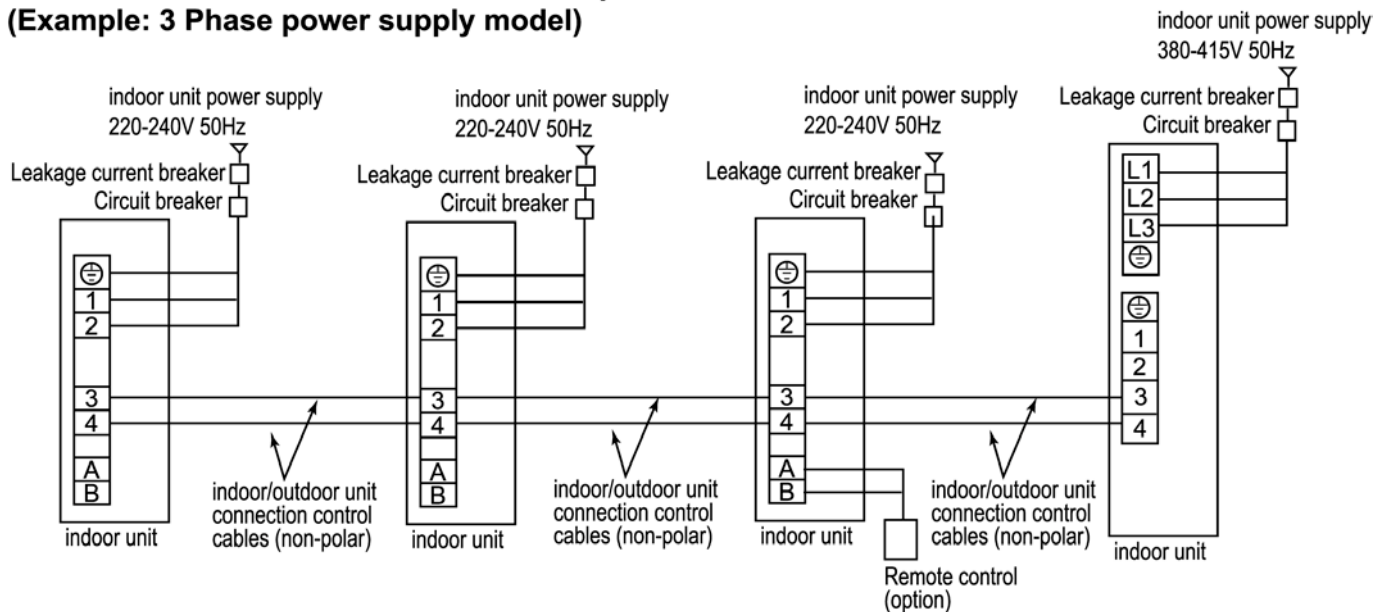 (Example: 3 Phase power supply model)
indoor unit power supply
380-415V 50Hz
Leakage current breaker
Circuit breaker
indoor unit power supply
220-240V 50Hz
Leakage current breaker
Circuit breaker
indoor unit power supply
220-240V 50Hz
Leakage current breaker
Circuit breaker
indoor unit power supply
220-240V 50Hz
Leakage current breaker
Circuit breaker
1
2
3
4
A
B
indoor unit
indoor/outdoor unit
connection control
cables (non-polar)
1
2
3
4
A
B
indoor unit
indoor/outdoor unit
connection control
cables (non-polar)
1
2
3
4
A
B
indoor unit
Remote control
(option)
indoor/outdoor unit
connection control
cables (non-polar)
L1
L2
L3
1
2
3
4
indoor unit